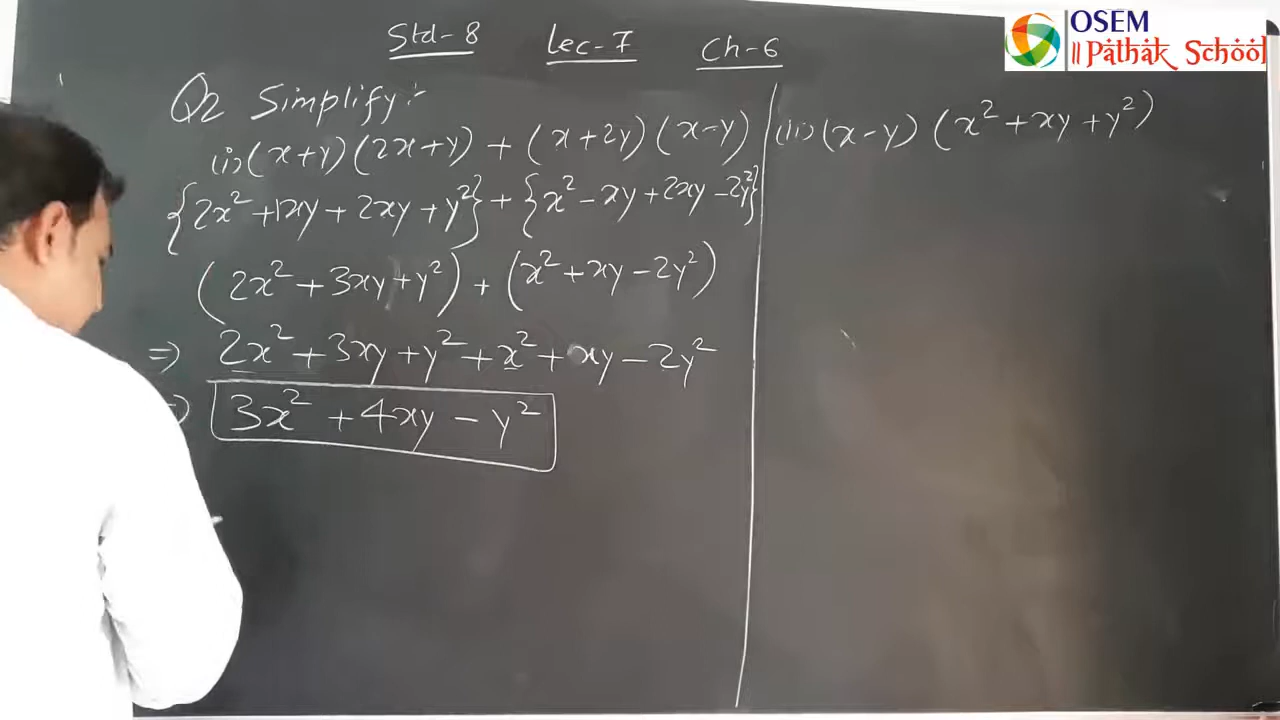 Std-8 Lec-7 Ch-6
OSEM
॥ Pathak School
Q2 Simplify:-
(i) (x+y) (2x+y) + (x+2y) (x-y)
{2x² + 1xy + 2xy + y²} + {x² - xy + 2xy - 2y²}
(2x² + 3xy + y²) + (x² + xy - 2y²)
⇒ 2x² + 3xy + y² + x² + xy - 2y²
⇒ 3x² + 4xy - y²
(ii) (x-y) (x² + xy + y²)